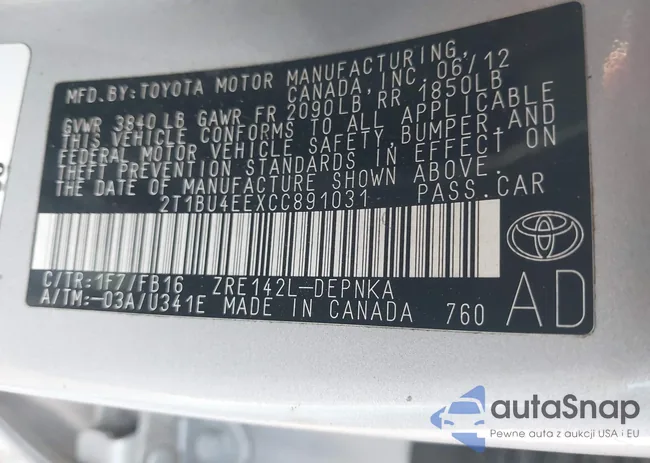 MFD.BY:TOYOTA MOTOR MANUFACTURING,
CANADA,INC. 06/12
GVWR 3840LB GAWR FR 2090LB RR 1850LB
THIS VEHICLE CONFORMS TO ALL APPLICABLE
FEDERAL MOTOR VEHICLE SAFETY,BUMPER,AND
THEFT PREVENTION STANDARDS IN EFFECT ON
THE DATE OF MANUFACTURE SHOWN ABOVE.
2T1BU4EEXCC891031 PASS.CAR
C/TR:1F7/FB16 ZRE142L-DEPNKA
A/TM:-03A/U341E MADE IN CANADA 760
AD
autaSnap
Pewne auta z aukcji USA i EU